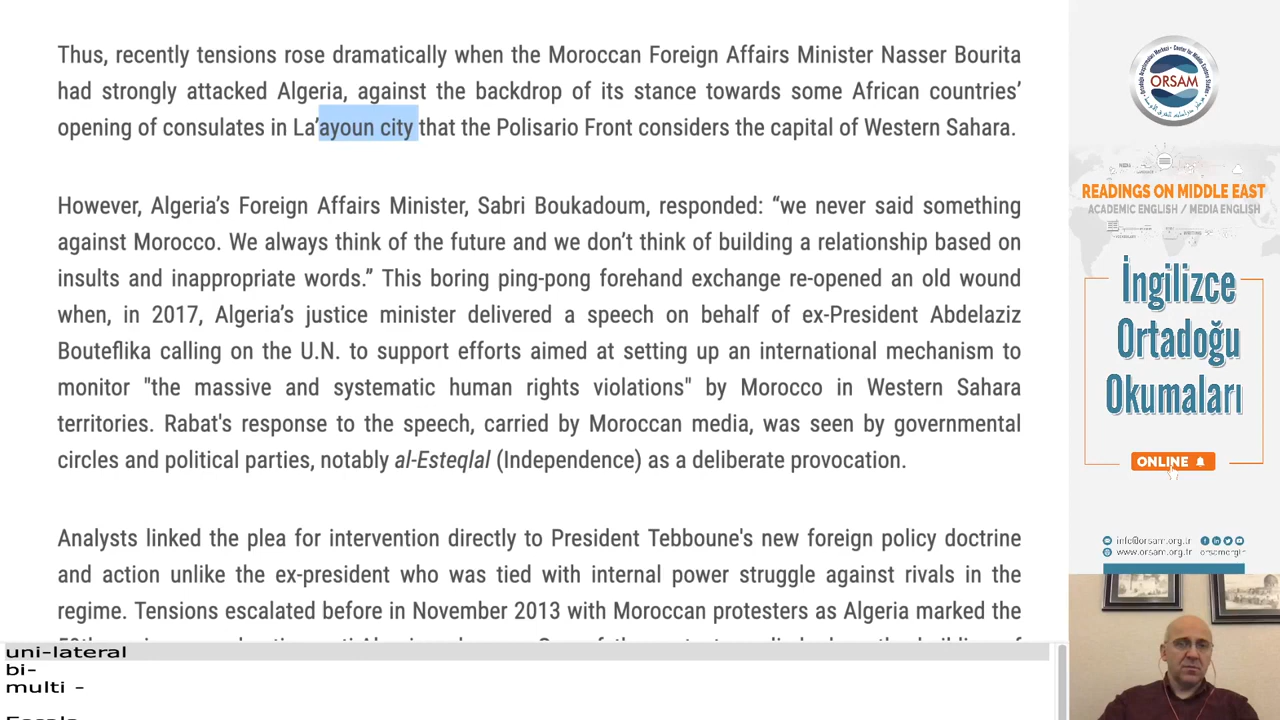 Thus, recently tensions rose dramatically when the Moroccan Foreign Affairs Minister Nasser Bourita
had strongly attacked Algeria, against the backdrop of its stance towards some African countries’
opening of consulates in La’ayoun city that the Polisario Front considers the capital of Western Sahara.
However, Algeria’s Foreign Affairs Minister, Sabri Boukadoum, responded: “we never said something
against Morocco. We always think of the future and we don’t think of building a relationship based on
insults and inappropriate words.” This boring ping-pong forehand exchange re-opened an old wound
when, in 2017, Algeria’s justice minister delivered a speech on behalf of ex-President Abdelaziz
Bouteflika calling on the U.N. to support efforts aimed at setting up an international mechanism to
monitor "the massive and systematic human rights violations" by Morocco in Western Sahara
territories. Rabat's response to the speech, carried by Moroccan media, was seen by governmental
circles and political parties, notably al-Esteqlal (Independence) as a deliberate provocation.
Analysts linked the plea for intervention directly to President Tebboune's new foreign policy doctrine
and action unlike the ex-president who was tied with internal power struggle against rivals in the
regime. Tensions escalated before in November 2013 with Moroccan protesters as Algeria marked the
uni-lateral
bi-
multi -
ORSAM
READINGS ON MIDDLE EAST
ACADEMIC ENGLISH / MEDIA ENGLISH
İngilizce
Ortadoğu
Okumaları
ONLINE
info@orsam.org.tr
www.orsam.org.tr orsamorgtr